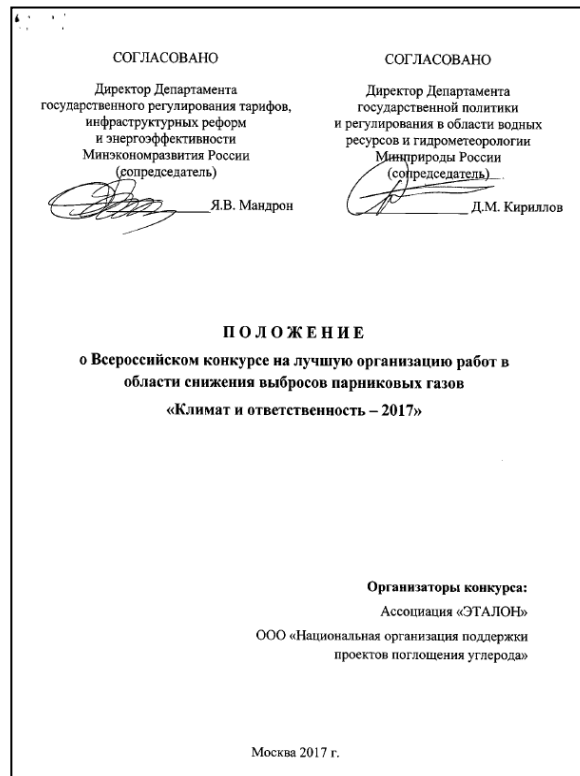 СОГЛАСОВАНО
Директор Департамента
государственного регулирования тарифов,
инфраструктурных реформ
и энергоэффективности
Минэкономразвития России
(сопредседатель)
Я.В. Мандрон
СОГЛАСОВАНО
Директор Департамента
государственной политики
и регулирования в области водных
ресурсов и гидрометеорологии
Минприроды России
(сопредседатель)
Д.М. Кириллов
П О Л О Ж Е Н И Е
о Всероссийском конкурсе на лучшую организацию работ в
области снижения выбросов парниковых газов
«Климат и ответственность – 2017»
Организаторы конкурса:
Ассоциация «ЭТАЛОН»
ООО «Национальная организация поддержки
проектов поглощения углерода»
Москва 2017 г.